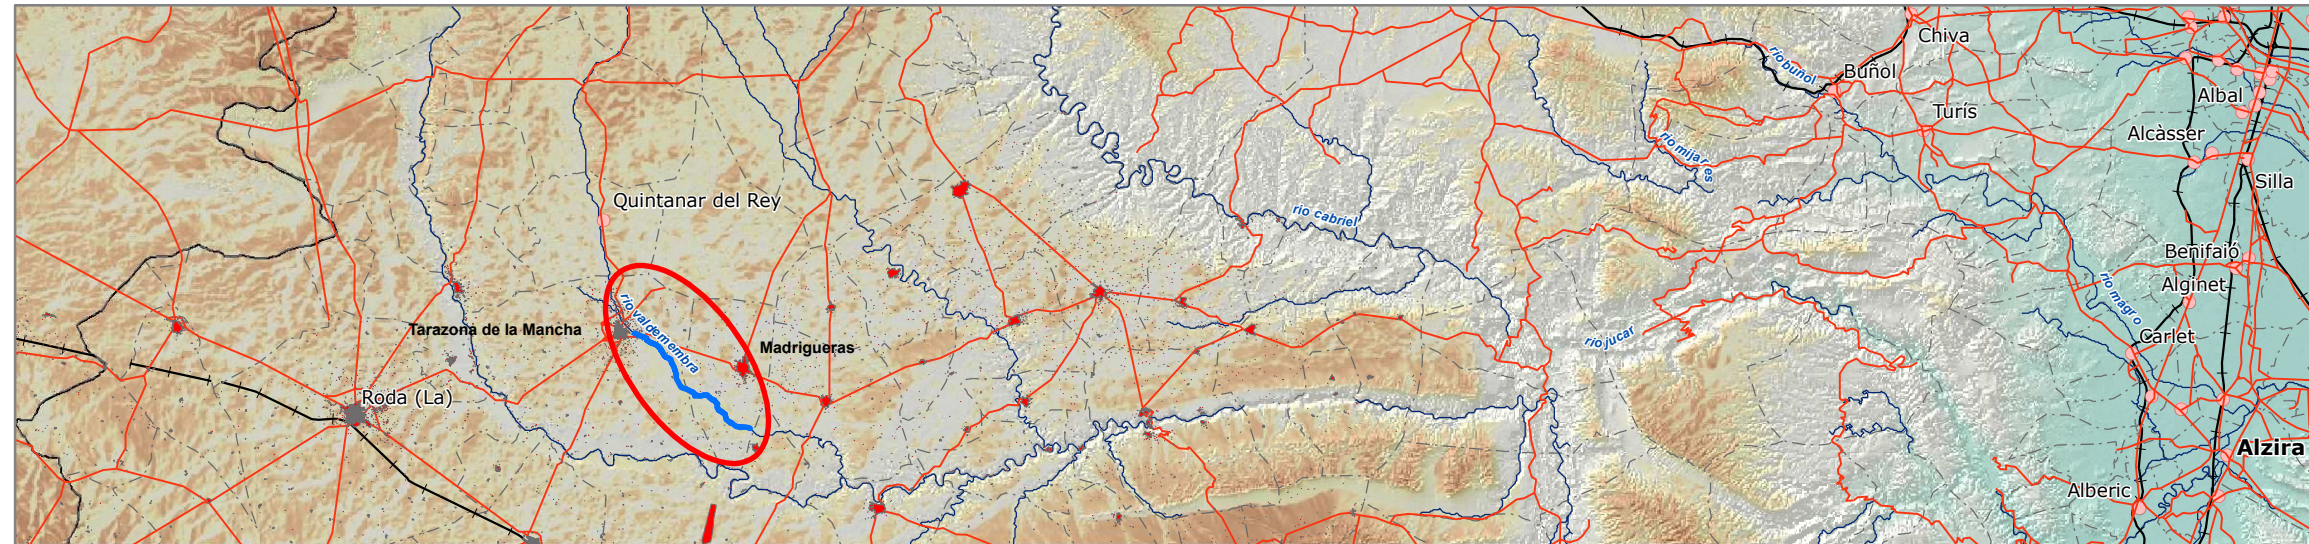 Chiva
río buñol
Buñol
Albal
Turís
Alcàsser
río mijares
Silla
Quintanar del Rey
río cabriel
Benifaió
Alginet
río magro
río valdemembra
Tarazona de la Mancha
Carlet
río jucar
Madrigueras
Roda (La)
Alzira
Alberic